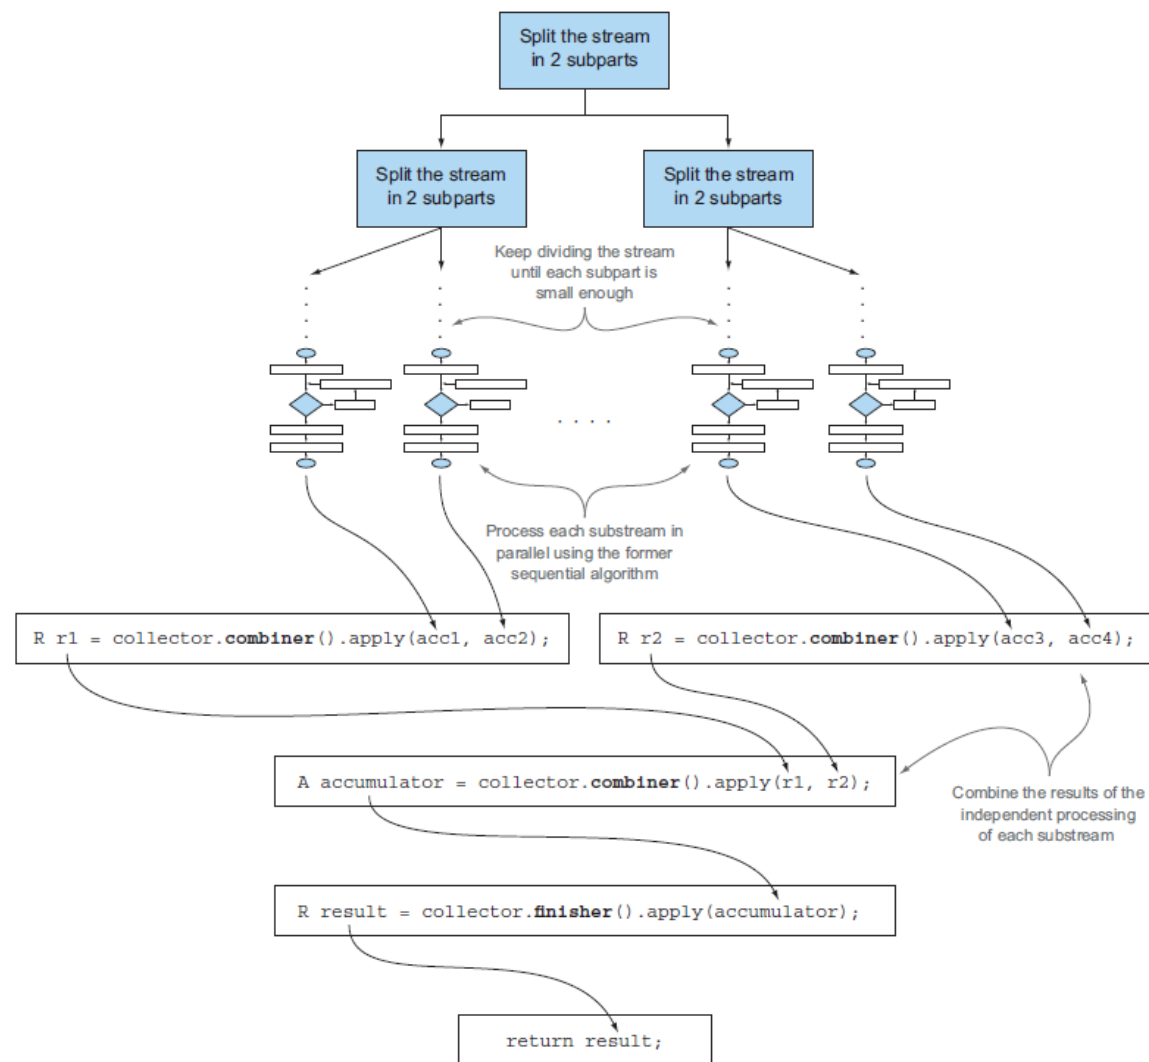 Split the stream
in 2 subparts
Split the stream
in 2 subparts
Split the stream
in 2 subparts
Keep dividing the stream
until each subpart is
small enough
. . . .
Process each substream in
parallel using the former
sequential algorithm
R r1 = collector.combiner().apply(acc1, acc2);
R r2 = collector.combiner().apply(acc3, acc4);
A accumulator = collector.combiner().apply(r1, r2);
Combine the results of the
independent processing
of each substream
R result = collector.finisher().apply(accumulator);
return result;